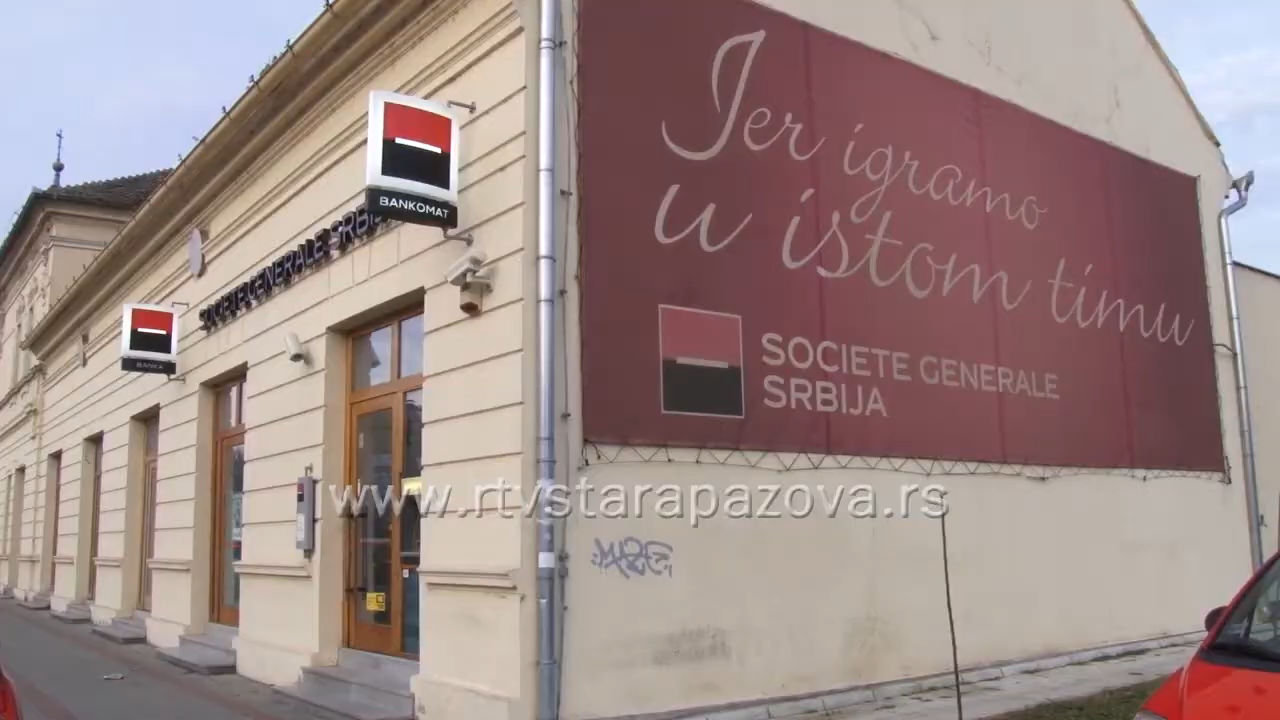 BANKOMAT
SOCIETE GENERALE SRBIJA
BANKA
Jer igramo
u istom timu
SOCIETE GENERALE
SRBIJA
www.rtvstarapazova.rs